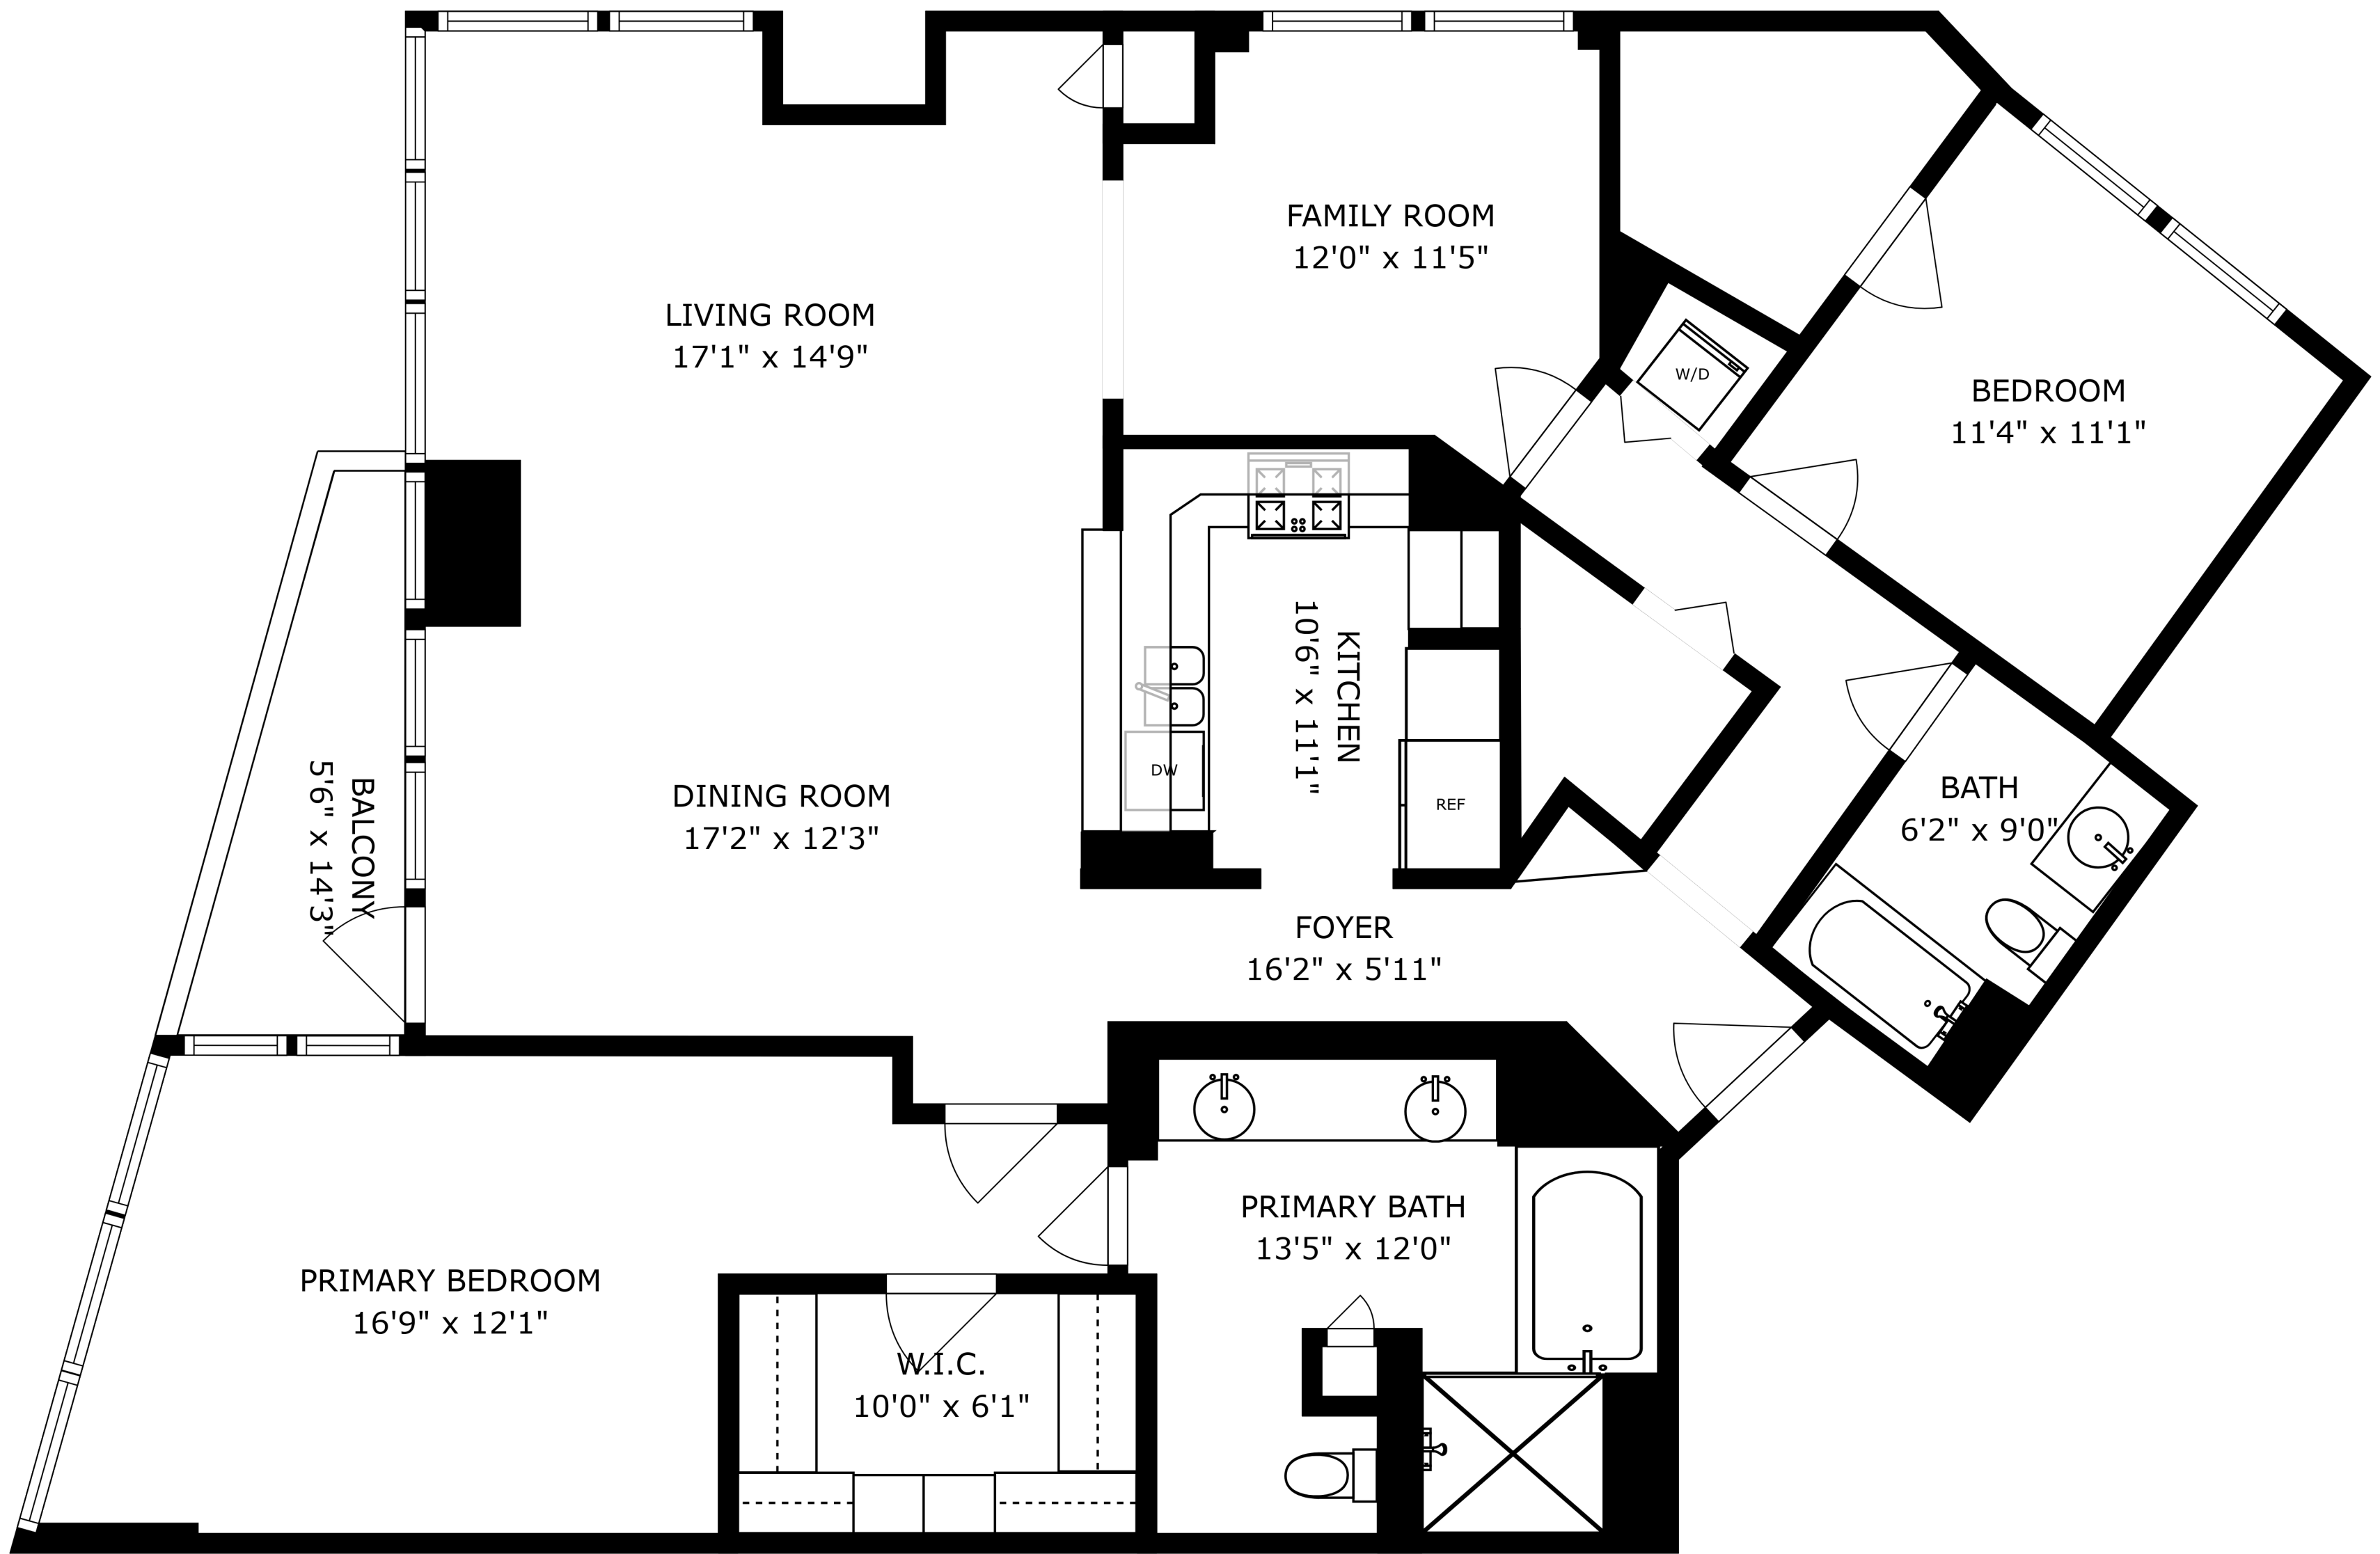 FAMILY ROOM
12'0" x 11'5"
LIVING ROOM
17'1" x 14'9"
W/D
BEDROOM
11'4" x 11'1"
KITCHEN
10'6" x 11'1"
DW
REF
BALCONY
5'6" x 14'3"
DINING ROOM
17'2" x 12'3"
BATH
6'2" x 9'0"
FOYER
16'2" x 5'11"
PRIMARY BATH
13'5" x 12'0"
PRIMARY BEDROOM
16'9" x 12'1"
W.I.C.
10'0" x 6'1"